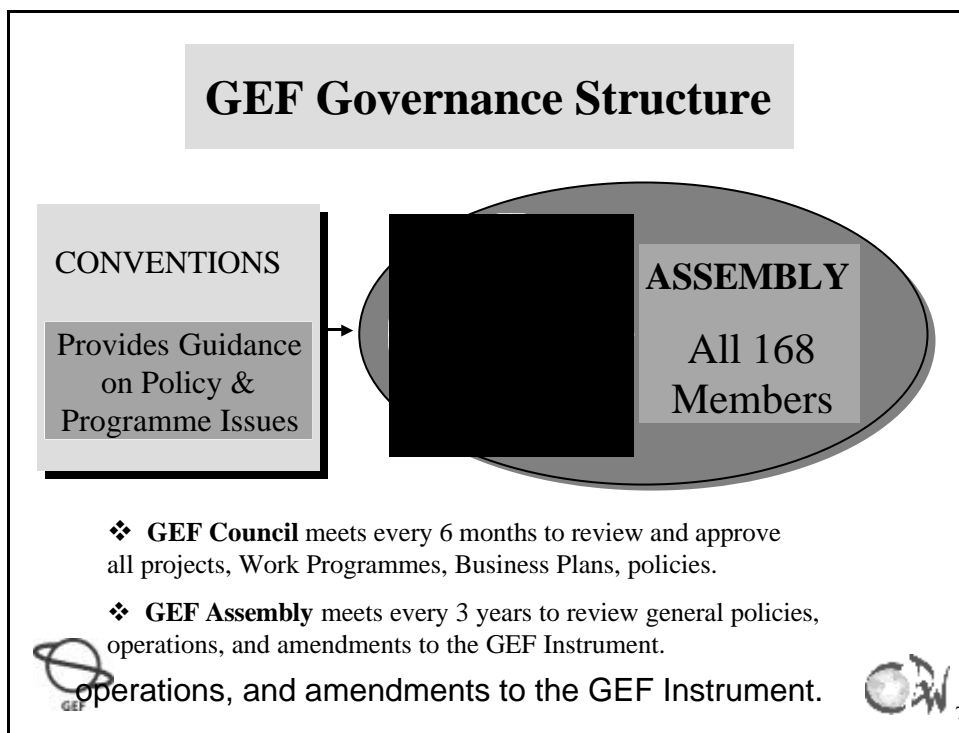 GEF Governance Structure
CONVENTIONS
Provides Guidance
on Policy &
Programme Issues
ASSEMBLY
All 168
Members
❖ GEF Council meets every 6 months to review and approve
all projects, Work Programmes, Business Plans, policies.
❖ GEF Assembly meets every 3 years to review general policies,
operations, and amendments to the GEF Instrument.
operations, and amendments to the GEF Instrument.
GEF